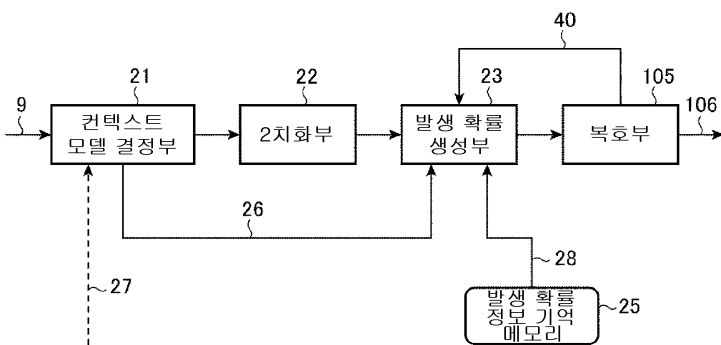 40
21
22
23
105
9
컨텍스트
모델 결정부
2치화부
발생 확률
생성부
복호부
106
26
28
27
발생 확률
정보 기억
메모리
25